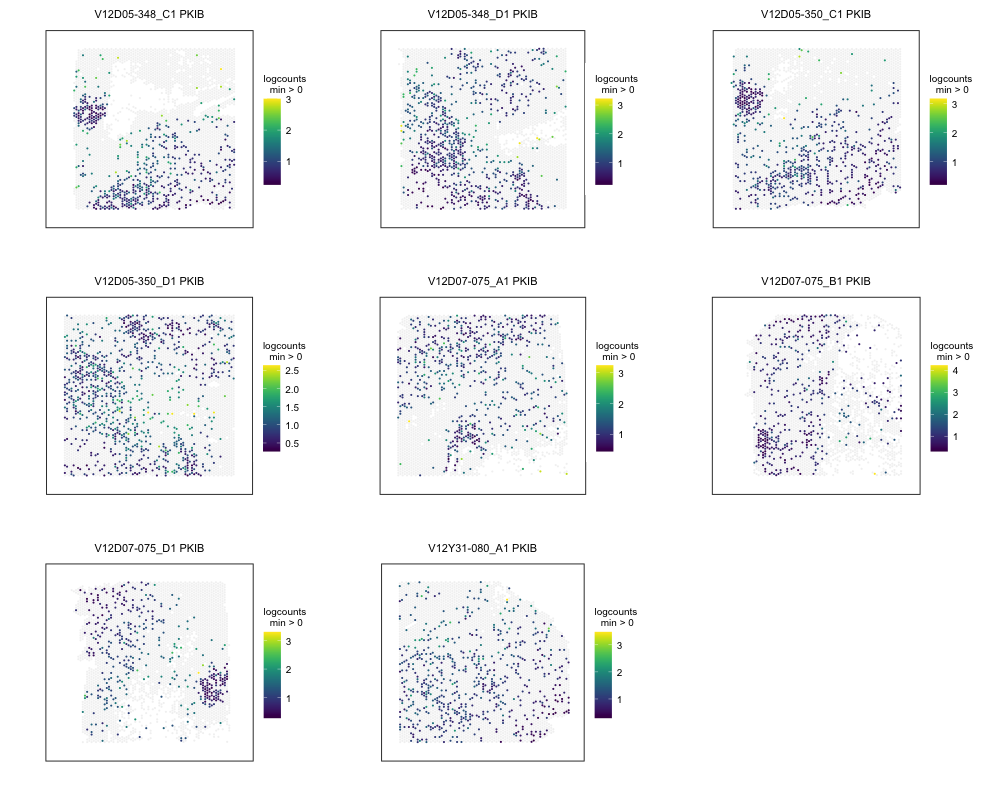 V12D05-348_C1 PKIB
logcounts
min > 0
3
2
1
V12D05-348_D1 PKIB
logcounts
min > 0
3
2
1
V12D05-350_C1 PKIB
logcounts
min > 0
3
2
1
V12D05-350_D1 PKIB
logcounts
min > 0
2.5
2.0
1.5
1.0
0.5
V12D07-075_A1 PKIB
logcounts
min > 0
3
2
1
V12D07-075_B1 PKIB
logcounts
min > 0
4
3
2
1
V12D07-075_D1 PKIB
logcounts
min > 0
3
2
1
V12Y31-080_A1 PKIB
logcounts
min > 0
3
2
1